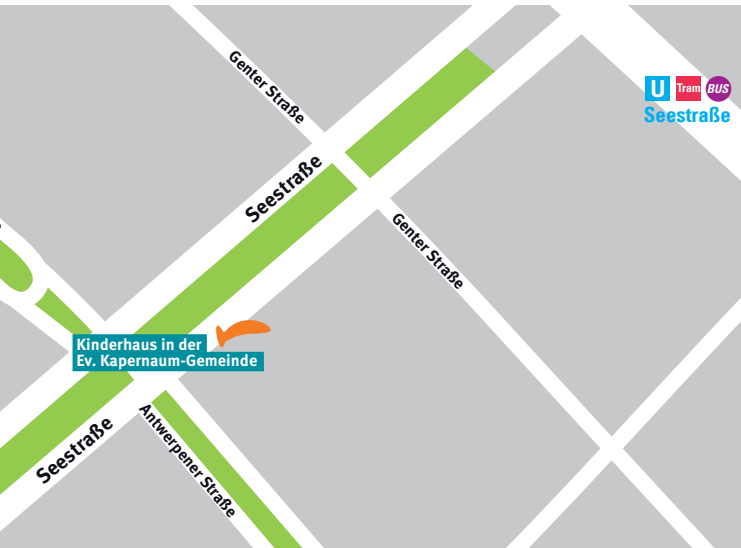 Genter Straße
U Tram BUS
Seestraße
Seestraße
Genter Straße
Kinderhaus in der
Ev. Kapernaum-Gemeinde
Seestraße
Antwerpener Straße